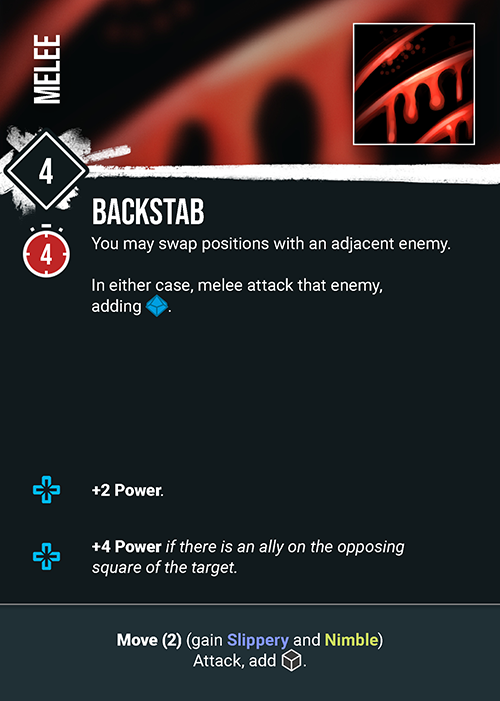 MELEE
4
BACKSTAB
4
You may swap positions with an adjacent enemy.
In either case, melee attack that enemy,
adding .
+2 Power.
+4 Power if there is an ally on the opposing
square of the target.
Move (2) (gain Slippery and Nimble)
Attack, add .